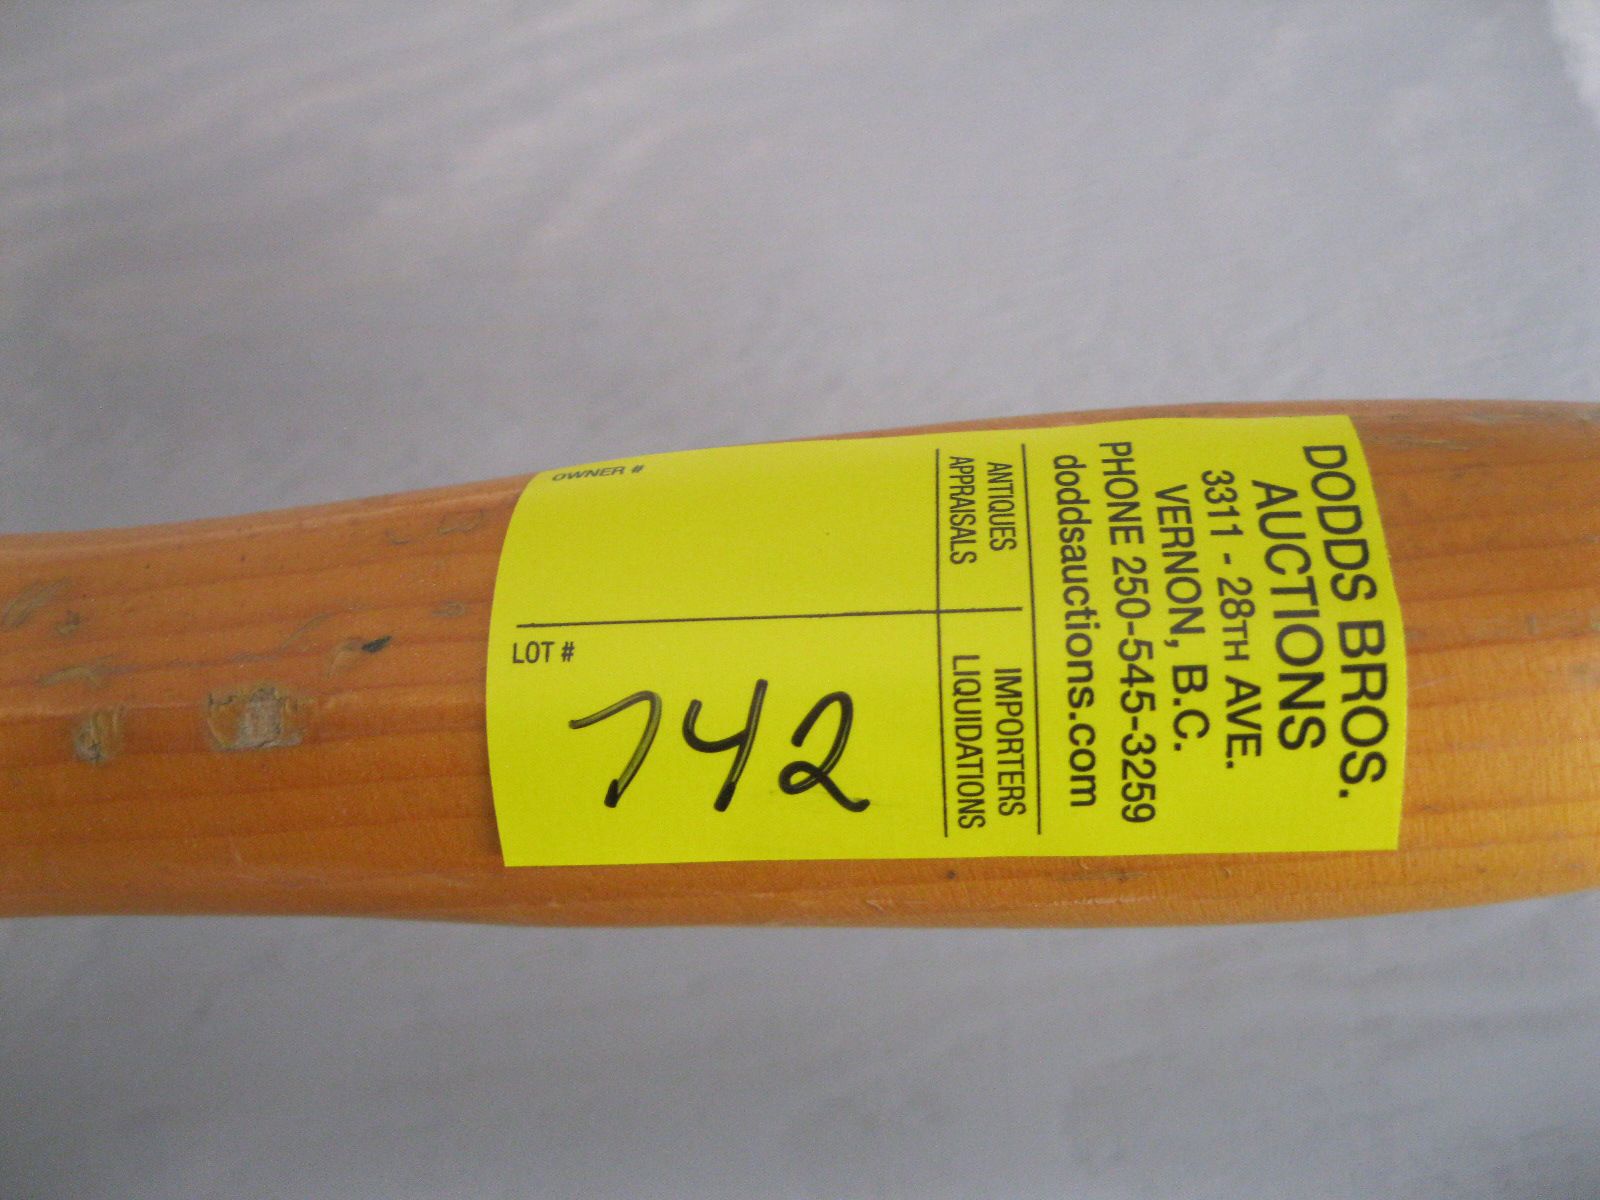 DODDS BROS.
AUCTIONS
3311 - 28TH AVE.
VERNON, B.C.
PHONE 250-545-3259
doddsauctions.com
ANTIQUES
APPRAISALS
IMPORTERS
LIQUIDATIONS
OWNER #
LOT #
742